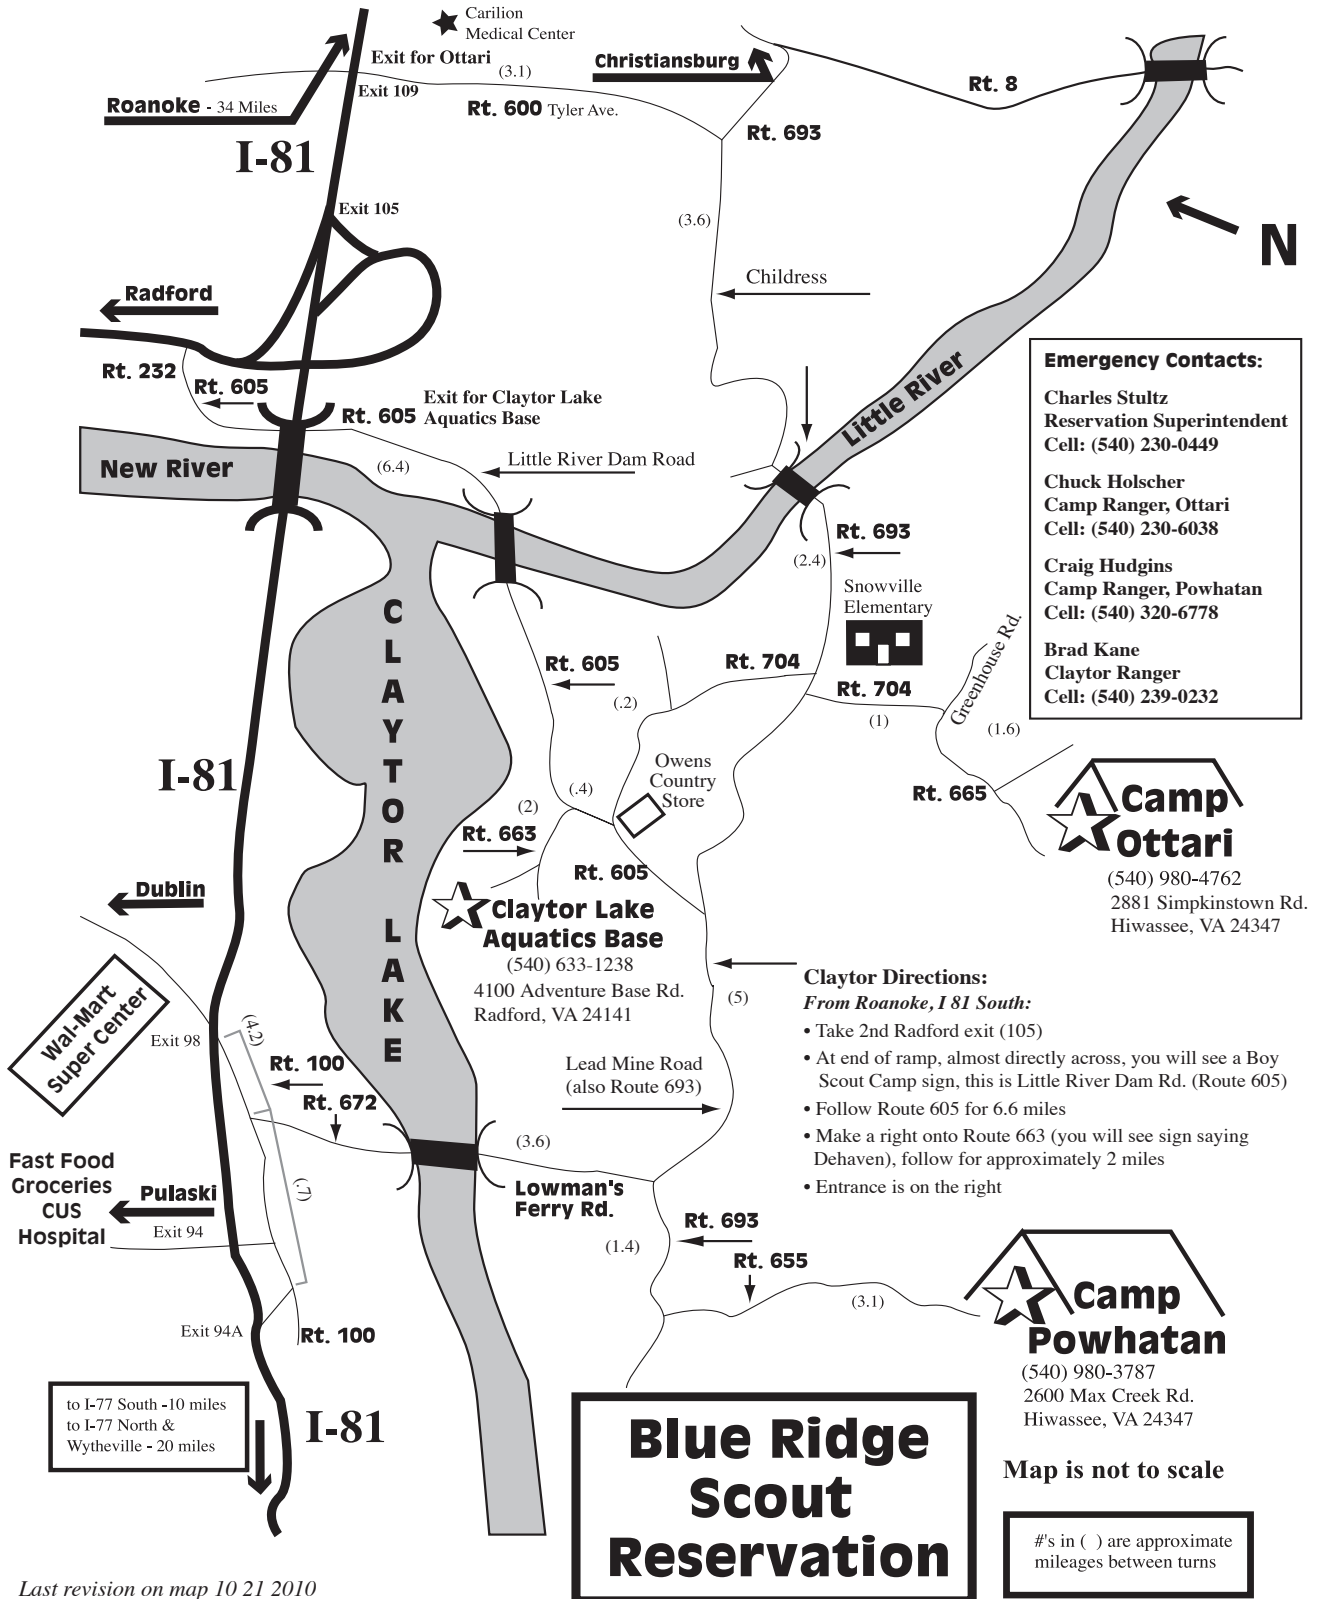 Carilion
Medical Center
Exit for Ottari
(3.1)
Exit 109
Christiansburg
Rt. 8
Roanoke - 34 Miles
Rt. 600 Tyler Ave.
Rt. 693
I-81
Exit 105
(3.6)
N
Childress
Radford
Rt. 232
Rt. 605
Rt. 605
Exit for Claytor Lake
Aquatics Base
Little River
New River
(6.4)
Little River Dam Road
Emergency Contacts:
Charles Stultz
Reservation Superintendent
Cell: (540) 230-0449
Chuck Holscher
Camp Ranger, Ottari
Cell: (540) 230-6038
Craig Hudgins
Camp Ranger, Powhatan
Cell: (540) 320-6778
Brad Kane
Claytor Ranger
Cell: (540) 239-0232
Rt. 693
(2.4)
Snowville
Elementary
CLAYTOR LAKE
Rt. 605
(.2)
Rt. 704
Rt. 704
(1)
Greenhouse Rd.
(1.6)
I-81
Owens
Country
Store
(.4)
(2)
Rt. 663
Rt. 605
Rt. 665
Camp
Ottari
(540) 980-4762
2881 Simpkinstown Rd.
Hiwassee, VA 24347
Dublin
Claytor Lake
Aquatics Base
(540) 633-1238
4100 Adventure Base Rd.
Radford, VA 24141
Wal-Mart
Super Center
Exit 98
(4.2)
Rt. 100
Rt. 672
(5)
Lead Mine Road
(also Route 693)
Claytor Directions:
From Roanoke, I 81 South:
• Take 2nd Radford exit (105)
• At end of ramp, almost directly across, you will see a Boy
Scout Camp sign, this is Little River Dam Rd. (Route 605)
• Follow Route 605 for 6.6 miles
• Make a right onto Route 663 (you will see sign saying
Dehaven), follow for approximately 2 miles
• Entrance is on the right
Fast Food
Groceries
CUS
Hospital
Pulaski
Exit 94
(.7)
(3.6)
Lowman's
Ferry Rd.
(1.4)
Rt. 693
Rt. 655
(3.1)
Exit 94A
Rt. 100
Camp
Powhatan
(540) 980-3787
2600 Max Creek Rd.
Hiwassee, VA 24347
to I-77 South -10 miles
to I-77 North &
Wytheville - 20 miles
I-81
Blue Ridge
Scout
Reservation
Map is not to scale
#'s in ( ) are approximate
mileages between turns
Last revision on map 10 21 2010